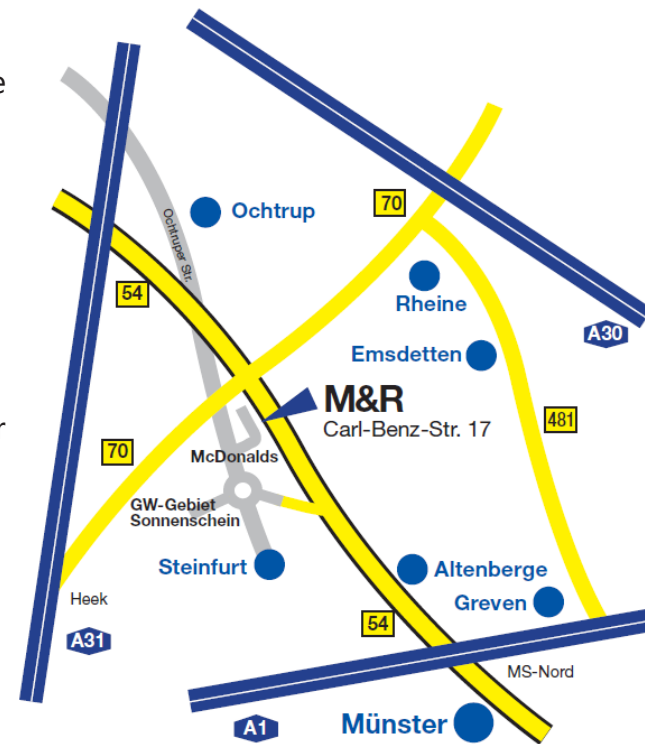 e
Ochtrup
70
Ochtruper Str.
54
Rheine
A30
Emsdetten
M&R
Carl-Benz-Str. 17
481
r
70
McDonalds
GW-Gebiet
Sonnenschein
Steinfurt
Altenberge
Heek
Greven
54
A31
MS-Nord
A1
Münster